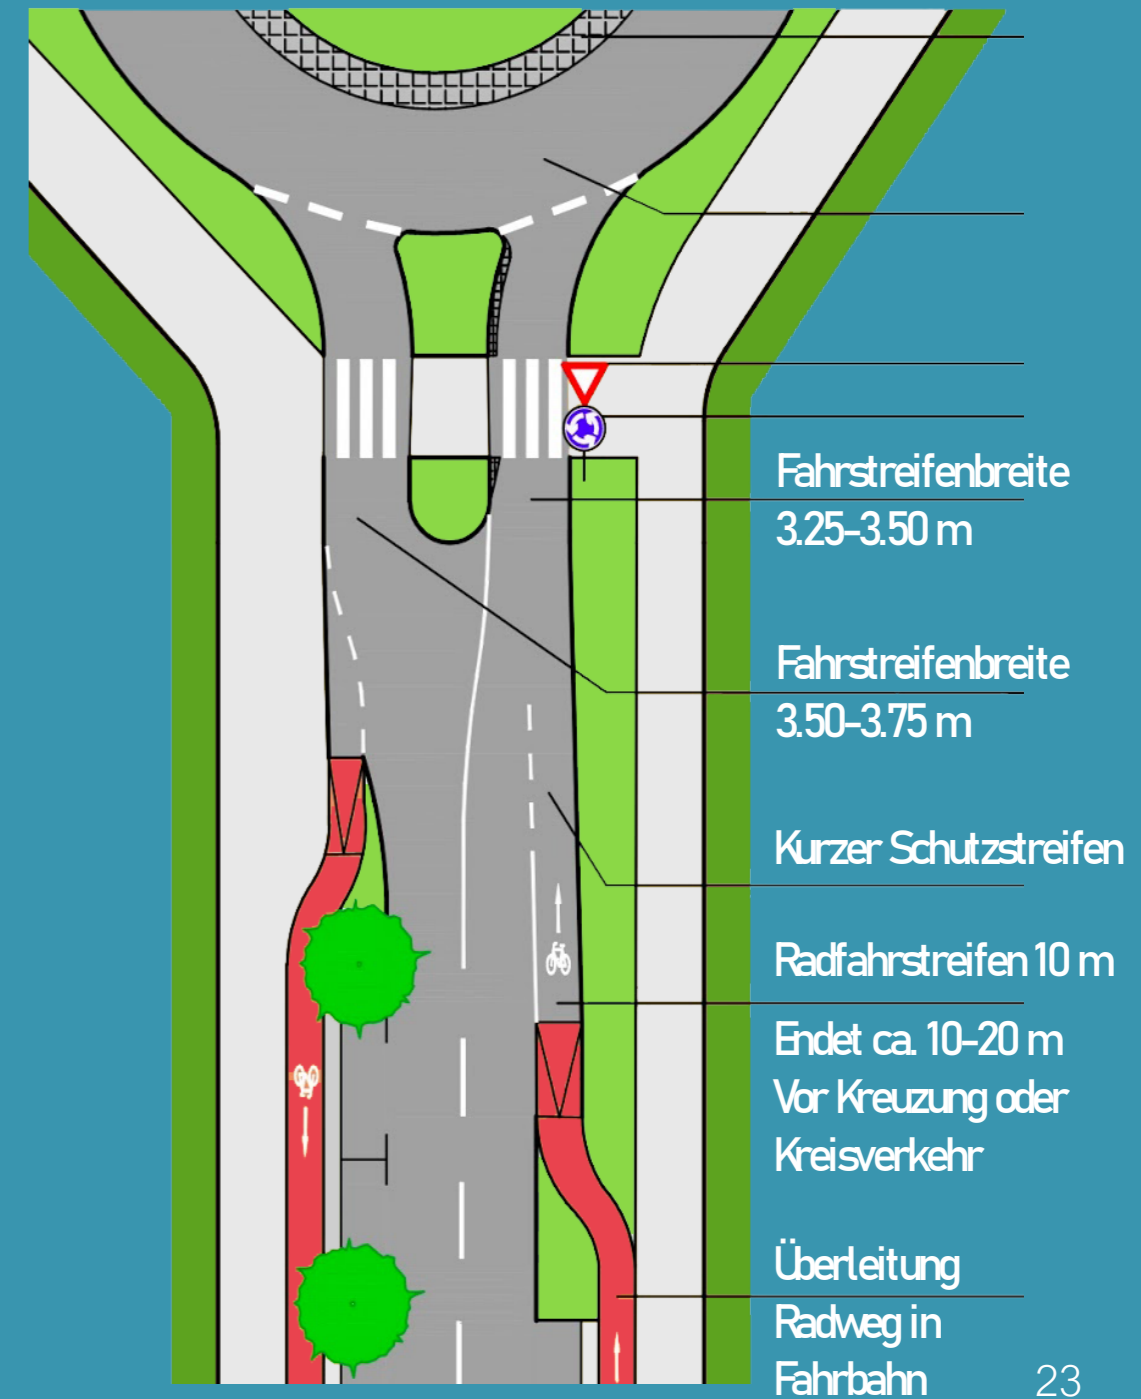 Fahrstreifenbreite
3.25-3.50 m
Fahrstreifenbreite
3.50-3.75 m
Kurzer Schutzstreifen
Radfahrstreifen 10 m
Endet ca. 10-20 m
Vor Kreuzung oder
Kreisverkehr
Überleitung
Radweg in
Fahrbahn
23